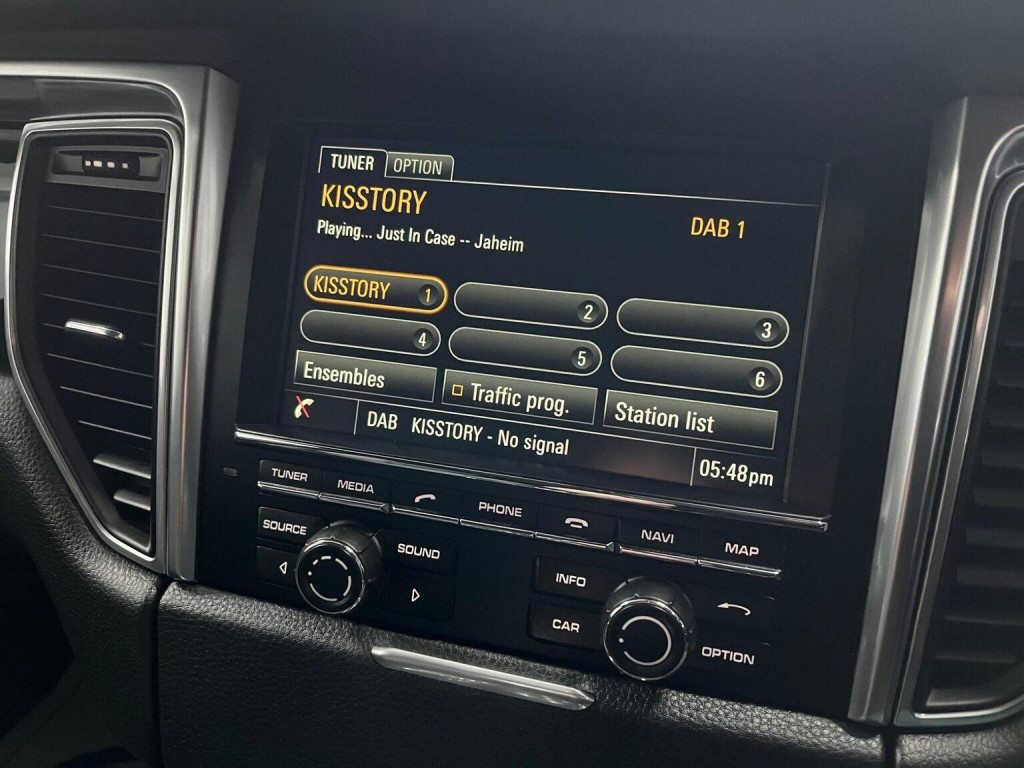 TUNER OPTION
KISSTORY
DAB 1
Playing... Just In Case -- Jaheim
KISSTORY 1 2 3
4 5 6
Ensembles Traffic prog. Station list
DAB KISSTORY - No signal 05:48pm
TUNER MEDIA PHONE NAVI MAP
SOURCE SOUND INFO
CAR OPTION